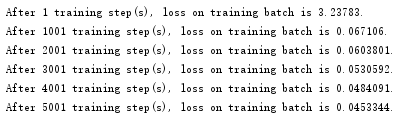 After 1 training step(s), loss on training batch is 3.23783.
After 1001 training step(s), loss on training batch is 0.067106.
After 2001 training step(s), loss on training batch is 0.0603801.
After 3001 training step(s), loss on training batch is 0.0530592.
After 4001 training step(s), loss on training batch is 0.0484091.
After 5001 training step(s), loss on training batch is 0.0453344.